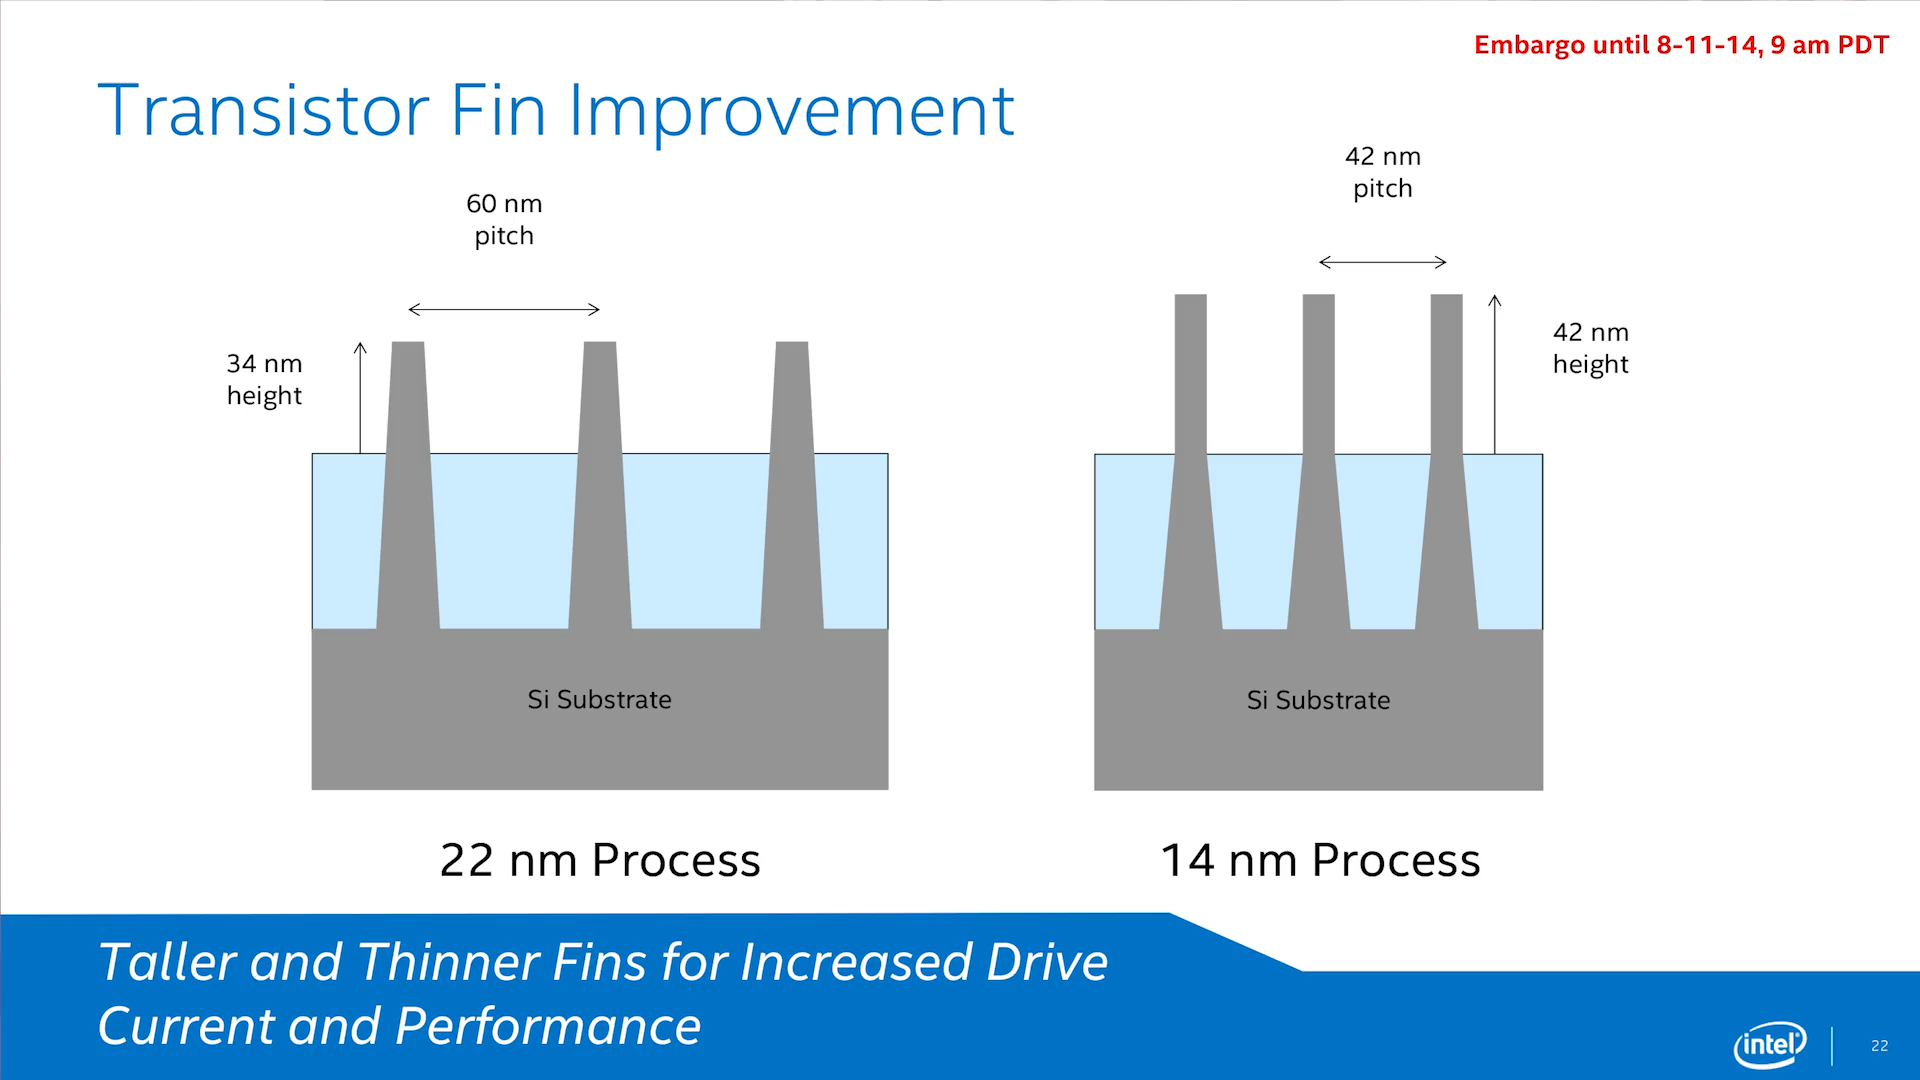 Embargo until 8-11-14, 9 am PDT
Transistor Fin Improvement
60 nm
pitch
34 nm
height
Si Substrate
22 nm Process
42 nm
pitch
42 nm
height
Si Substrate
14 nm Process
Taller and Thinner Fins for Increased Drive
Current and Performance
intel
22